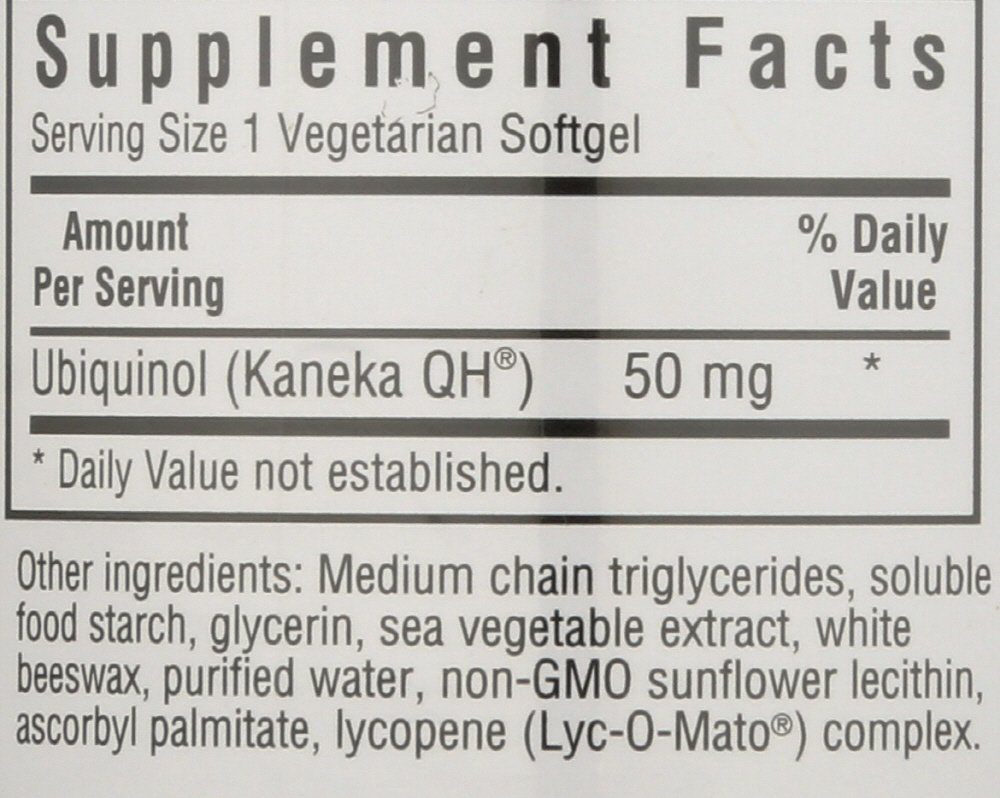 Supplement Facts
Serving Size 1 Vegetarian Softgel
Amount Per Serving
% Daily Value
Ubiquinol (Kaneka QH®) 50 mg *
* Daily Value not established.
Other ingredients: Medium chain triglycerides, soluble
food starch, glycerin, sea vegetable extract, white
beeswax, purified water, non-GMO sunflower lecithin,
ascorbyl palmitate, lycopene (Lyc-O-Mato®) complex.